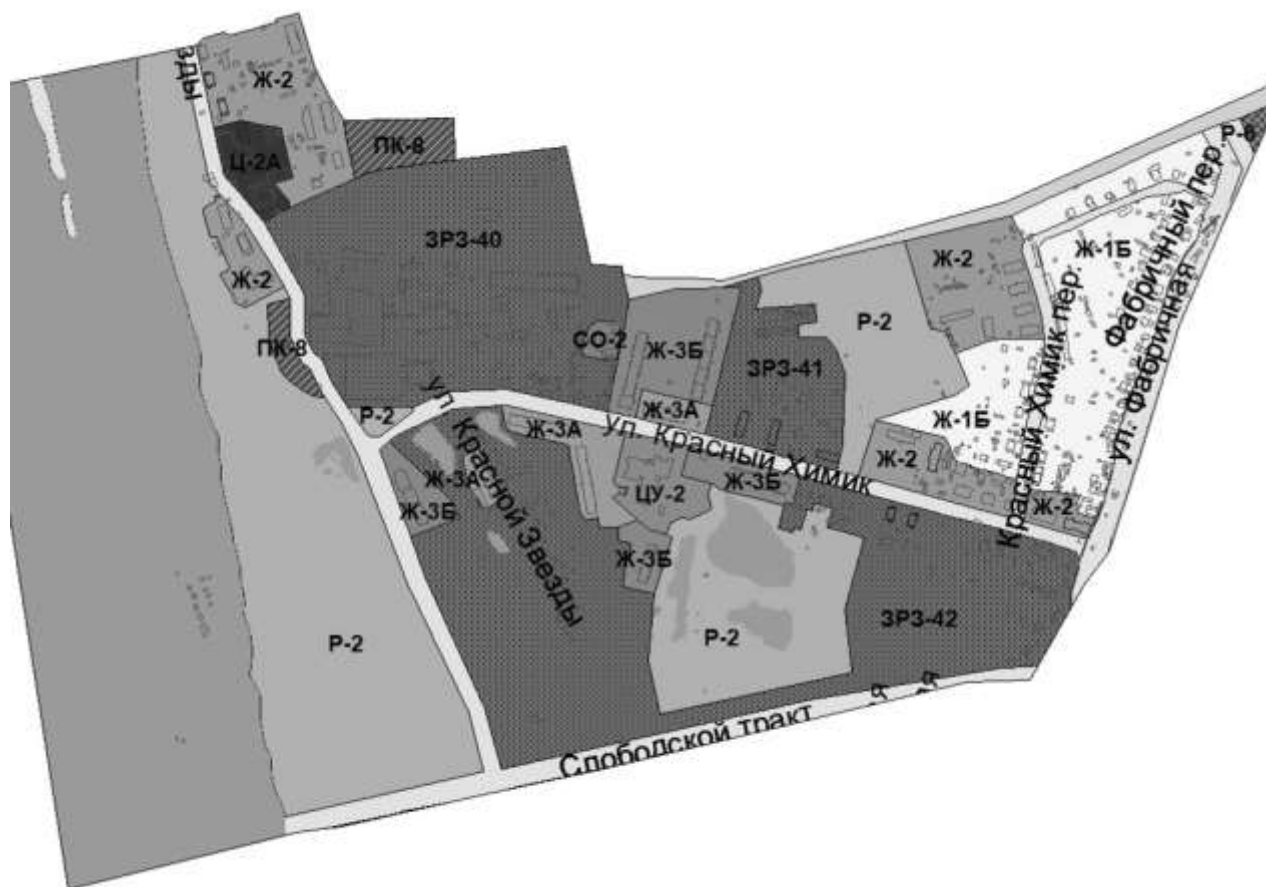 зды
Ж-2
Ц-2А
ПК-8
Р-6
ЗРЗ-40
Ж-2
Ж-2
Ж-1Б
Фабричный пер.
ПК-8
СО-2
Ж-3Б
Р-2
ЗРЗ-41
ул. Фабричная
Красный Химик пер.
ул.
Красной Звезды
Р-2
Ж-3А
Ж-3А
ул. Красный Химик
Ж-1Б
Ж-2
Ж-3А
Ж-3Б
ЦУ-2
Ж-3Б
Ж-2
Ж-3Б
Р-2
Р-2
ЗРЗ-42
Слободской тракт